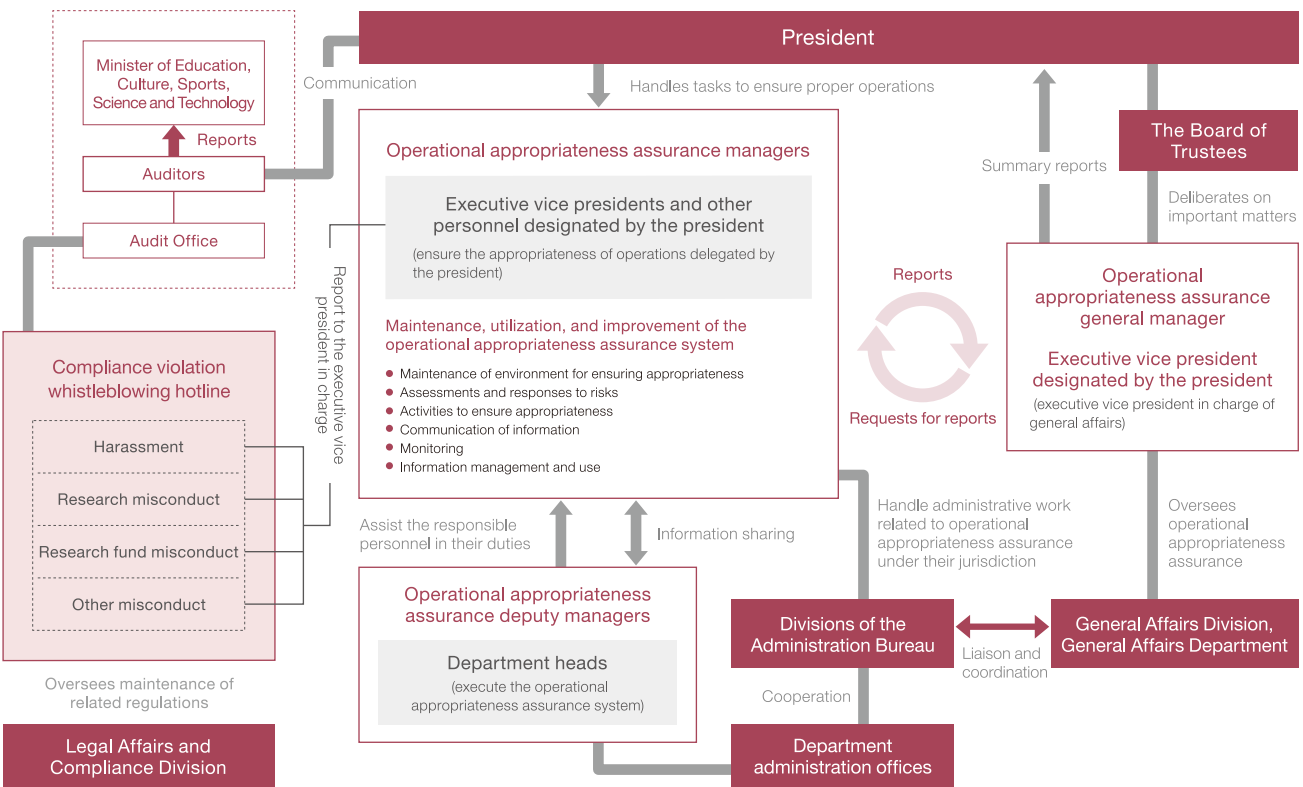 President
Minister of Education,
Culture, Sports,
Science and Technology
Reports
Auditors
Audit Office
Communication
Handles tasks to ensure proper operations
Summary reports
The Board of
Trustees
Deliberates on
important matters
Operational appropriateness assurance managers
Executive vice presidents and other
personnel designated by the president
(ensure the appropriateness of operations delegated by
the president)
Maintenance, utilization, and improvement of the
operational appropriateness assurance system
● Maintenance of environment for ensuring appropriateness
● Assessments and responses to risks
● Activities to ensure appropriateness
● Communication of information
● Monitoring
● Information management and use
Reports
Requests for reports
Operational
appropriateness assurance
general manager
Executive vice president
designated by the president
(executive vice president in charge of
general affairs)
Report to the executive vice
president in charge
Compliance violation
whistleblowing hotline
Harassment
Research misconduct
Research fund misconduct
Other misconduct
Oversees maintenance of
related regulations
Legal Affairs and
Compliance Division
Assist the responsible
personnel in their duties
Information sharing
Operational appropriateness
assurance deputy managers
Department heads
(execute the operational
appropriateness assurance system)
Handle administrative work
related to operational
appropriateness assurance
under their jurisdiction
Oversees
operational
appropriateness
assurance
Divisions of the
Administration Bureau
Liaison and
coordination
General Affairs Division,
General Affairs Department
Cooperation
Department
administration offices